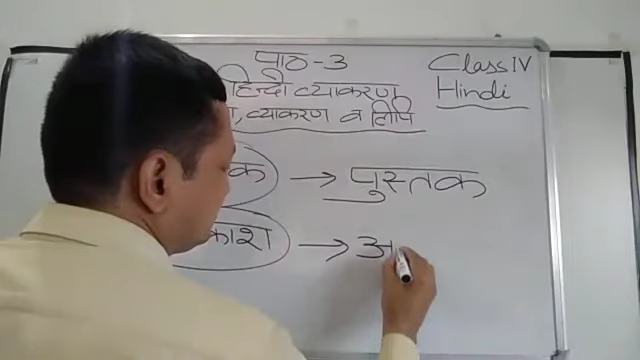 पाठ-3
Class IV
Hindi
हिन्दी व्याकरण
व्याकरण व लिपि
क → पुस्तक
काश → अ